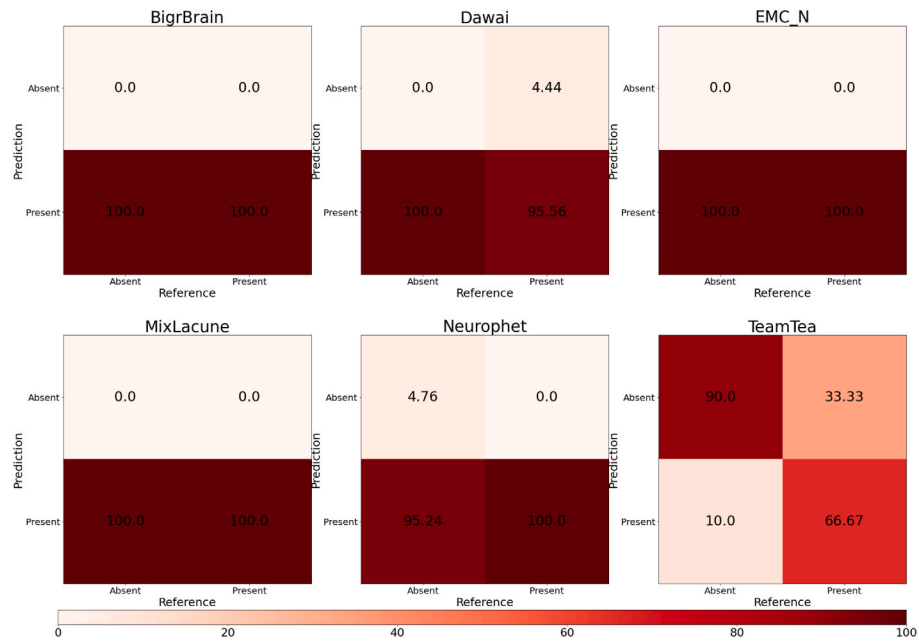 BigrBrain
Dawai
EMC_N
Absent
0.0
0.0
Absent
0.0
4.44
Absent
0.0
0.0
Prediction
Prediction
Prediction
Present
100.0
100.0
Present
100.0
95.56
Present
100.0
100.0
Absent
Present
Absent
Present
Absent
Present
Reference
Reference
Reference
MixLacune
Neurophet
TeamTea
Absent
0.0
0.0
Absent
4.76
0.0
Absent
90.0
33.33
Prediction
Prediction
Prediction
Present
100.0
100.0
Present
95.24
100.0
Present
10.0
66.67
Absent
Present
Absent
Present
Absent
Present
Reference
Reference
Reference
0
20
40
60
80
100